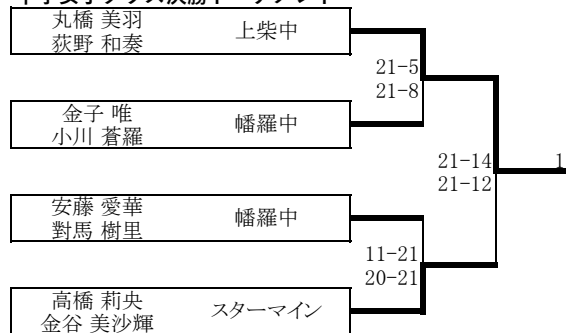 丸橋 美羽
荻野 和奏
上柴中
21-5
21-8
金子 唯
小川 蒼羅
幡羅中
21-14
21-12
1
安藤 愛華
對馬 樹里
幡羅中
11-21
20-21
高橋 莉央
金谷 美沙輝
スターマイン